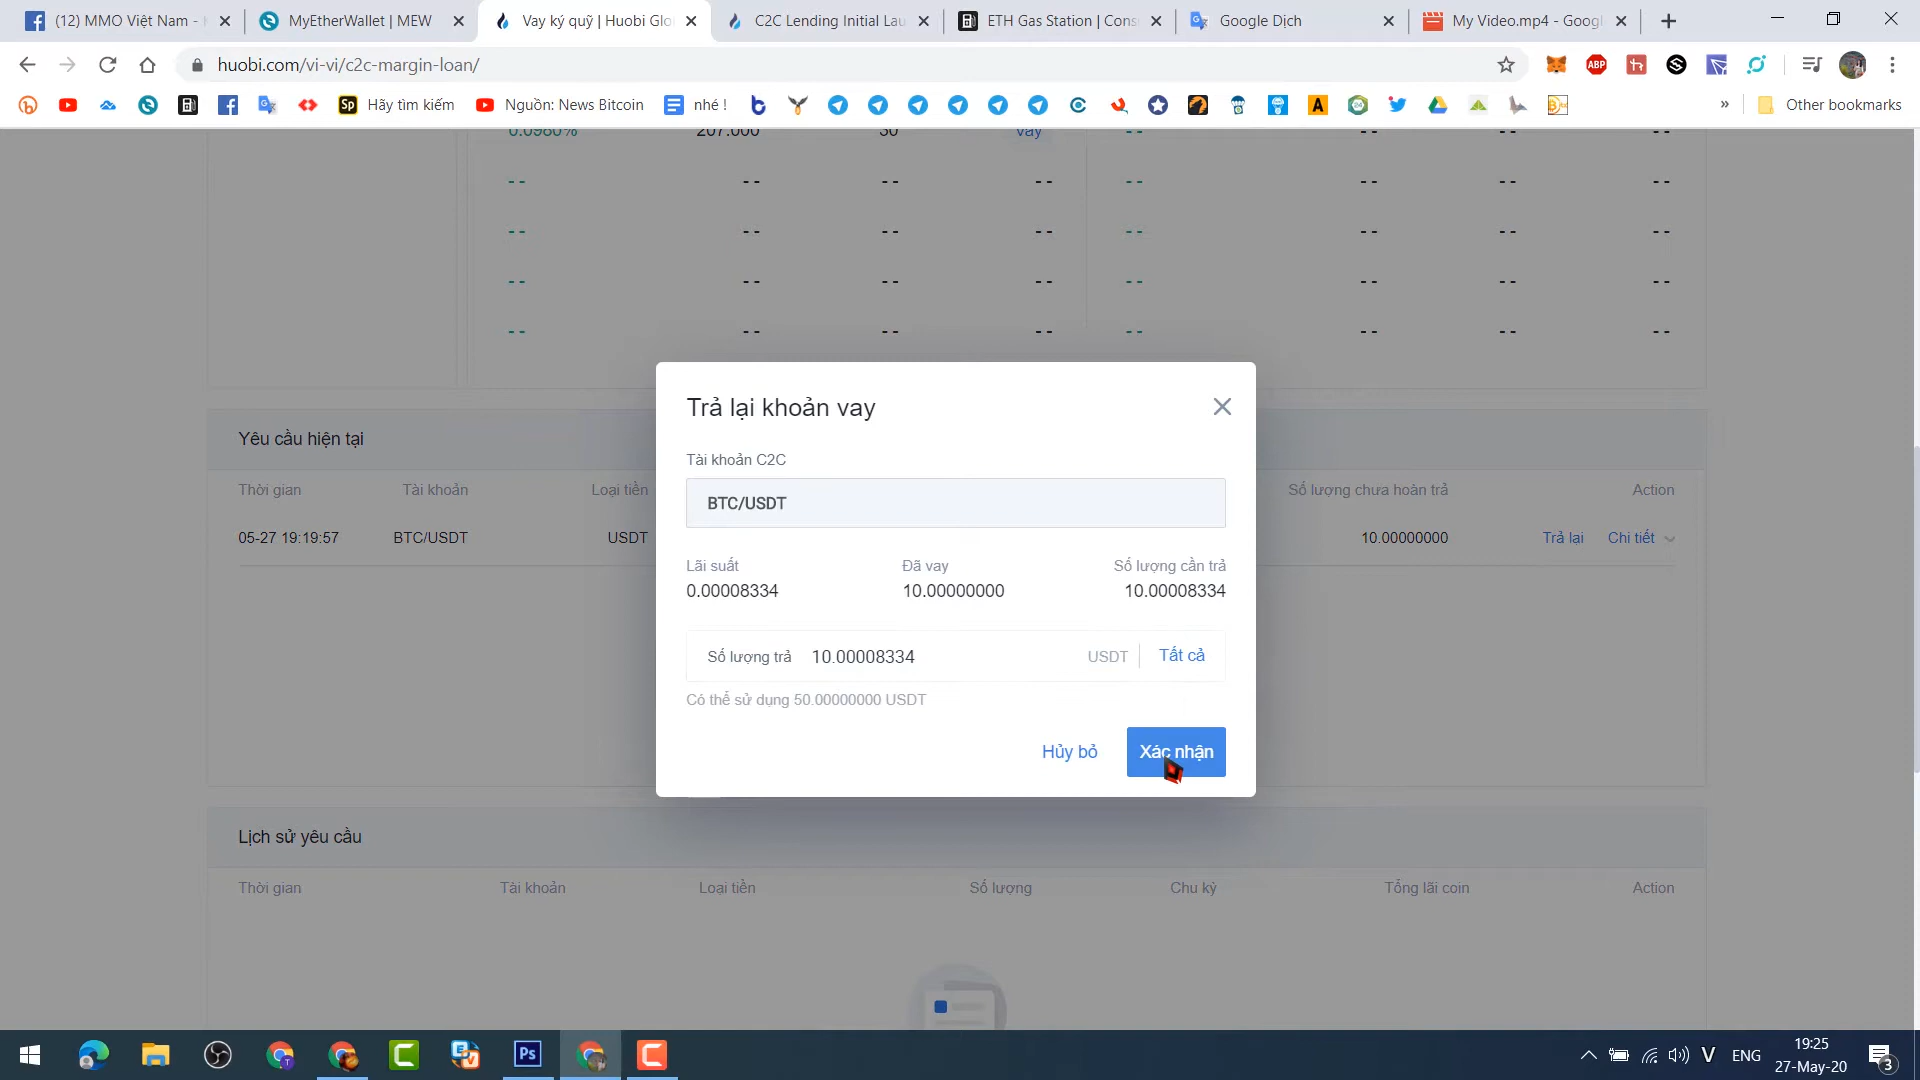 (12) MMO Việt Nam -
MyEtherWallet | MEW
Vay ký quỹ | Huobi Glo
C2C Lending Initial Lau
ETH Gas Station | Cons
Google Dịch
My Video.mp4 - Googl
huobi.com/vi-vi/c2c-margin-loan/
ABP
Sp
Hãy tìm kiếm
Nguồn: News Bitcoin
nhé !
A
»
Other bookmarks
0.0980% 207.000 30 Vay -- -- -- --
-- -- -- -- -- -- -- --
-- -- -- -- -- -- -- --
-- -- -- -- -- -- -- --
-- -- -- -- -- -- -- --
Trả lại khoản vay
Tài khoản C2C
BTC/USDT
Lãi suất Đã vay Số lượng cần trả
0.00008334 10.00000000 10.00008334
Số lượng trả 10.00008334 USDT Tất cả
Có thể sử dụng 50.00000000 USDT
Hủy bỏ Xác nhận
Yêu cầu hiện tại
Thời gian Tài khoản Loại tiền Số lượng chưa hoàn trả Action
05-27 19:19:57 BTC/USDT USDT 10.00000000 Trả lại Chi tiết
Lịch sử yêu cầu
Thời gian Tài khoản Loại tiền Số lượng Chu kỳ Tổng lãi coin Action
Ps
V ENG
19:25
27-May-20
3